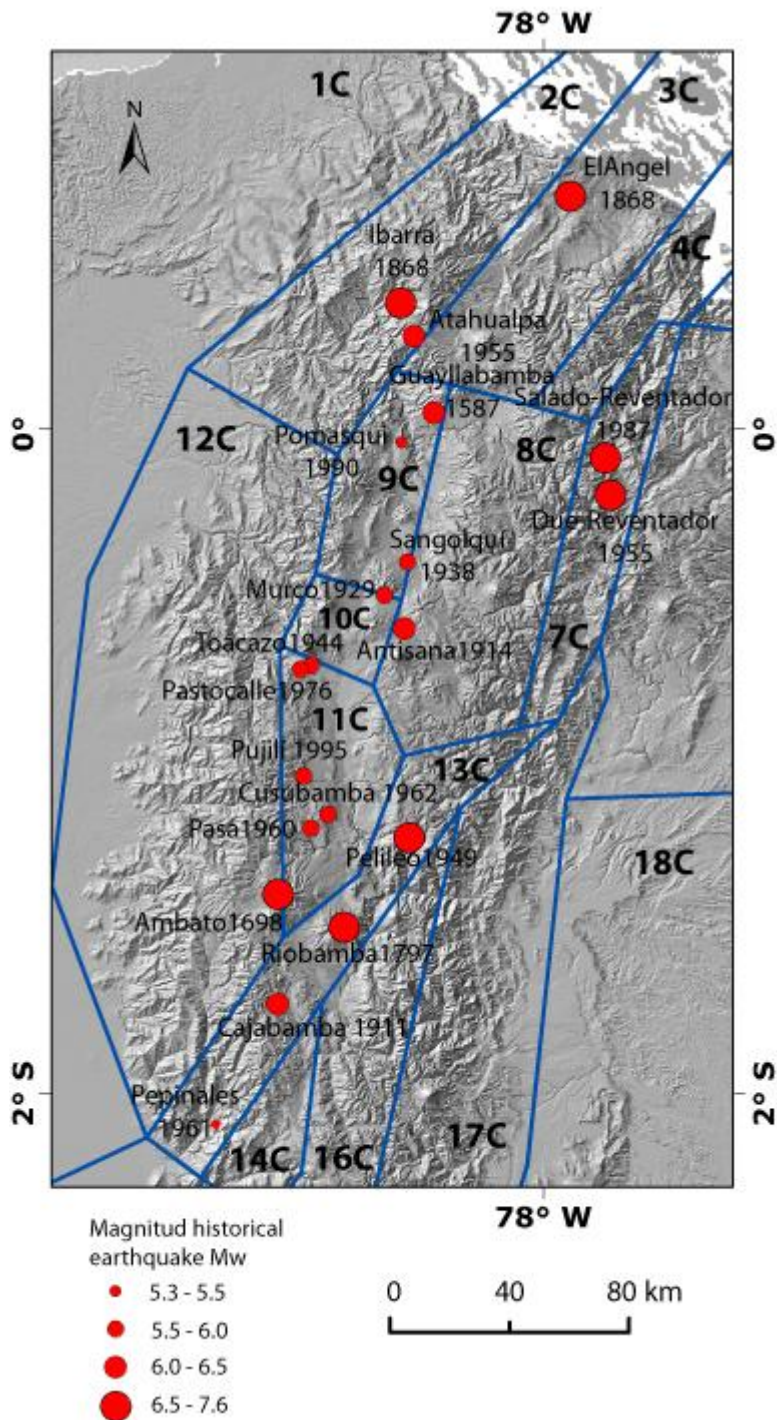 78° W
1C
2C
3C
N
ElAngel
1868
4C
Ibarra
1868
Atahualpa
1955
Guayllabamba
1587
Salado-Reventador
1987
0°
0°
12C
Pomasqui
1990
8C
9C
Due-Reventador
1955
Sangolquí
1938
Murco1929
10C
Toacazo1944
Antisana1914
7C
Pastocalle1976
11C
Pujilí 1995
13C
Cusubamba 1962
Pasa1960
Pelileo1949
18C
Ambato1698
Riobamba1797
Cajabamba 1911
2° S
2° S
Pepinales
1961
14C
16C
17C
78° W
Magnitud historical
earthquake Mw
5.3 - 5.5
5.5 - 6.0
6.0 - 6.5
6.5 - 7.6
0 40 80 km